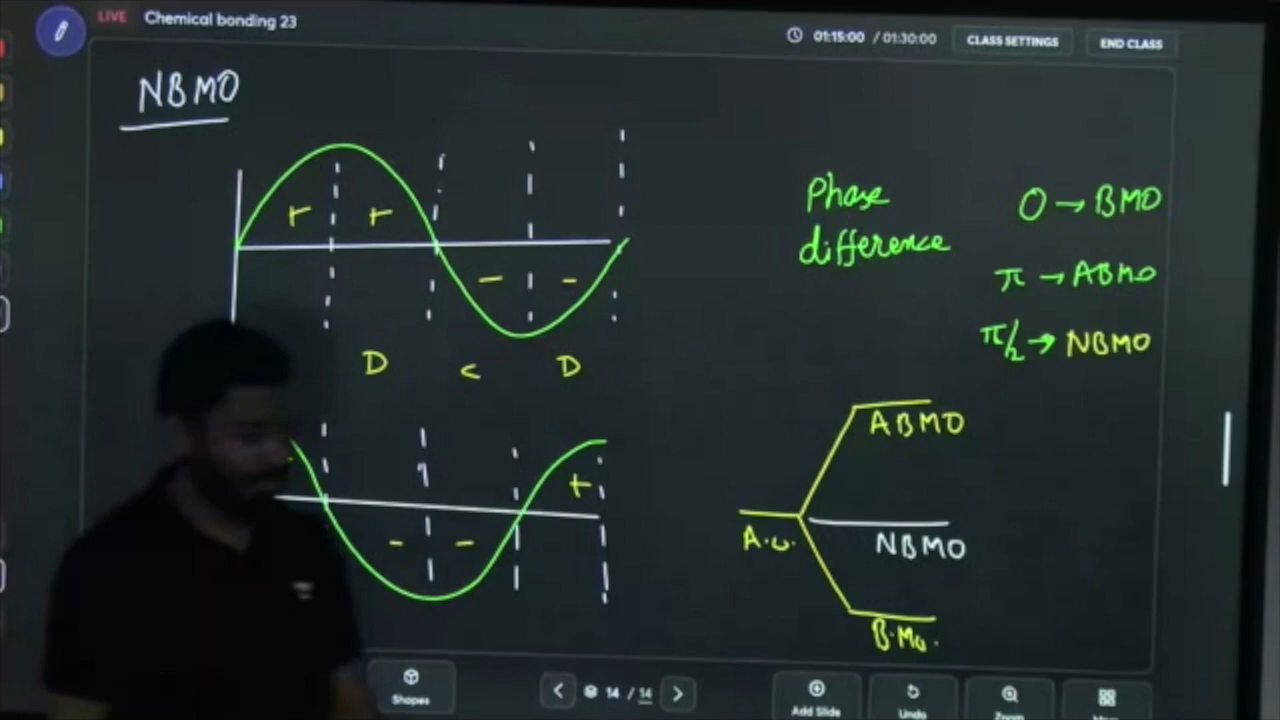 LIVE Chemical bonding 23
01:15:00 / 01:30:00 CLASS SETTINGS END CLASS
NBMO
+ +
- -
D C D
- - +
Phase difference
0 → BMO
π → ABMO
π/2 → NBMO
ABMO
A.O.
NBMO
B.MO.
Shapes
14 / 14
Add Slide Undo Zoom